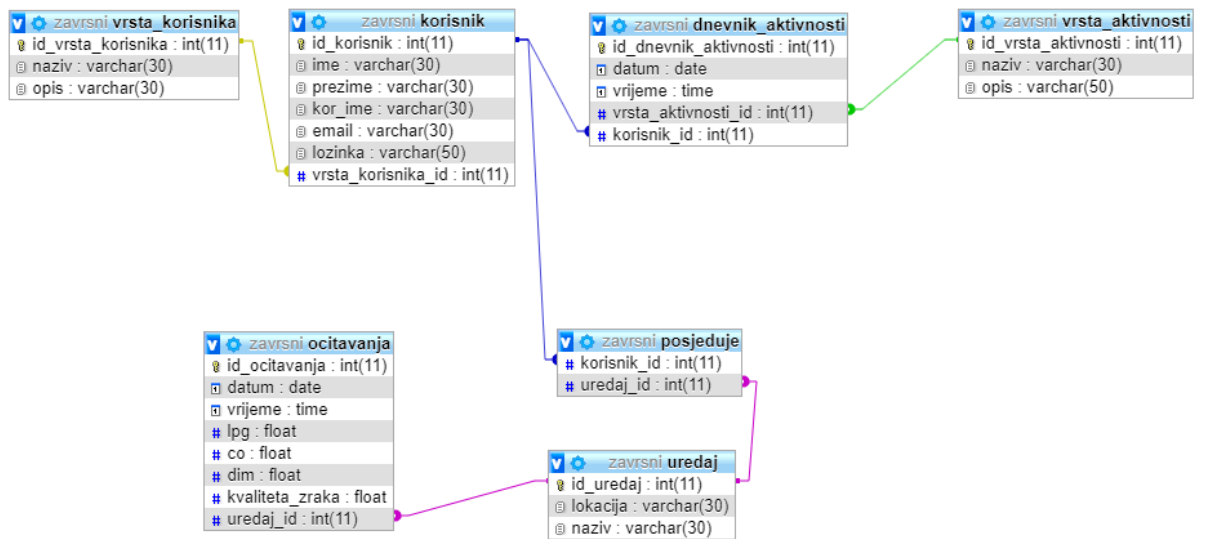 zavrsni vrsta_korisnika
id_vrsta_korisnika : int(11)
naziv : varchar(30)
opis : varchar(30)
zavrsni korisnik
id_korisnik : int(11)
ime : varchar(30)
prezime : varchar(30)
kor_ime : varchar(30)
email : varchar(30)
lozinka : varchar(50)
# vrsta_korisnika_id : int(11)
zavrsni dnevnik_aktivnosti
id_dnevnik_aktivnosti : int(11)
datum : date
vrijeme : time
# vrsta_aktivnosti_id : int(11)
# korisnik_id : int(11)
zavrsni vrsta_aktivnosti
id_vrsta_aktivnosti : int(11)
naziv : varchar(30)
opis : varchar(50)
zavrsni ocitavanja
id_ocitavanja : int(11)
datum : date
vrijeme : time
# lpg : float
# co : float
# dim : float
# kvaliteta_zraka : float
# uredaj_id : int(11)
zavrsni posjeduje
# korisnik_id : int(11)
# uredaj_id : int(11)
zavrsni uredaj
id_uredaj : int(11)
lokacija : varchar(30)
naziv : varchar(30)